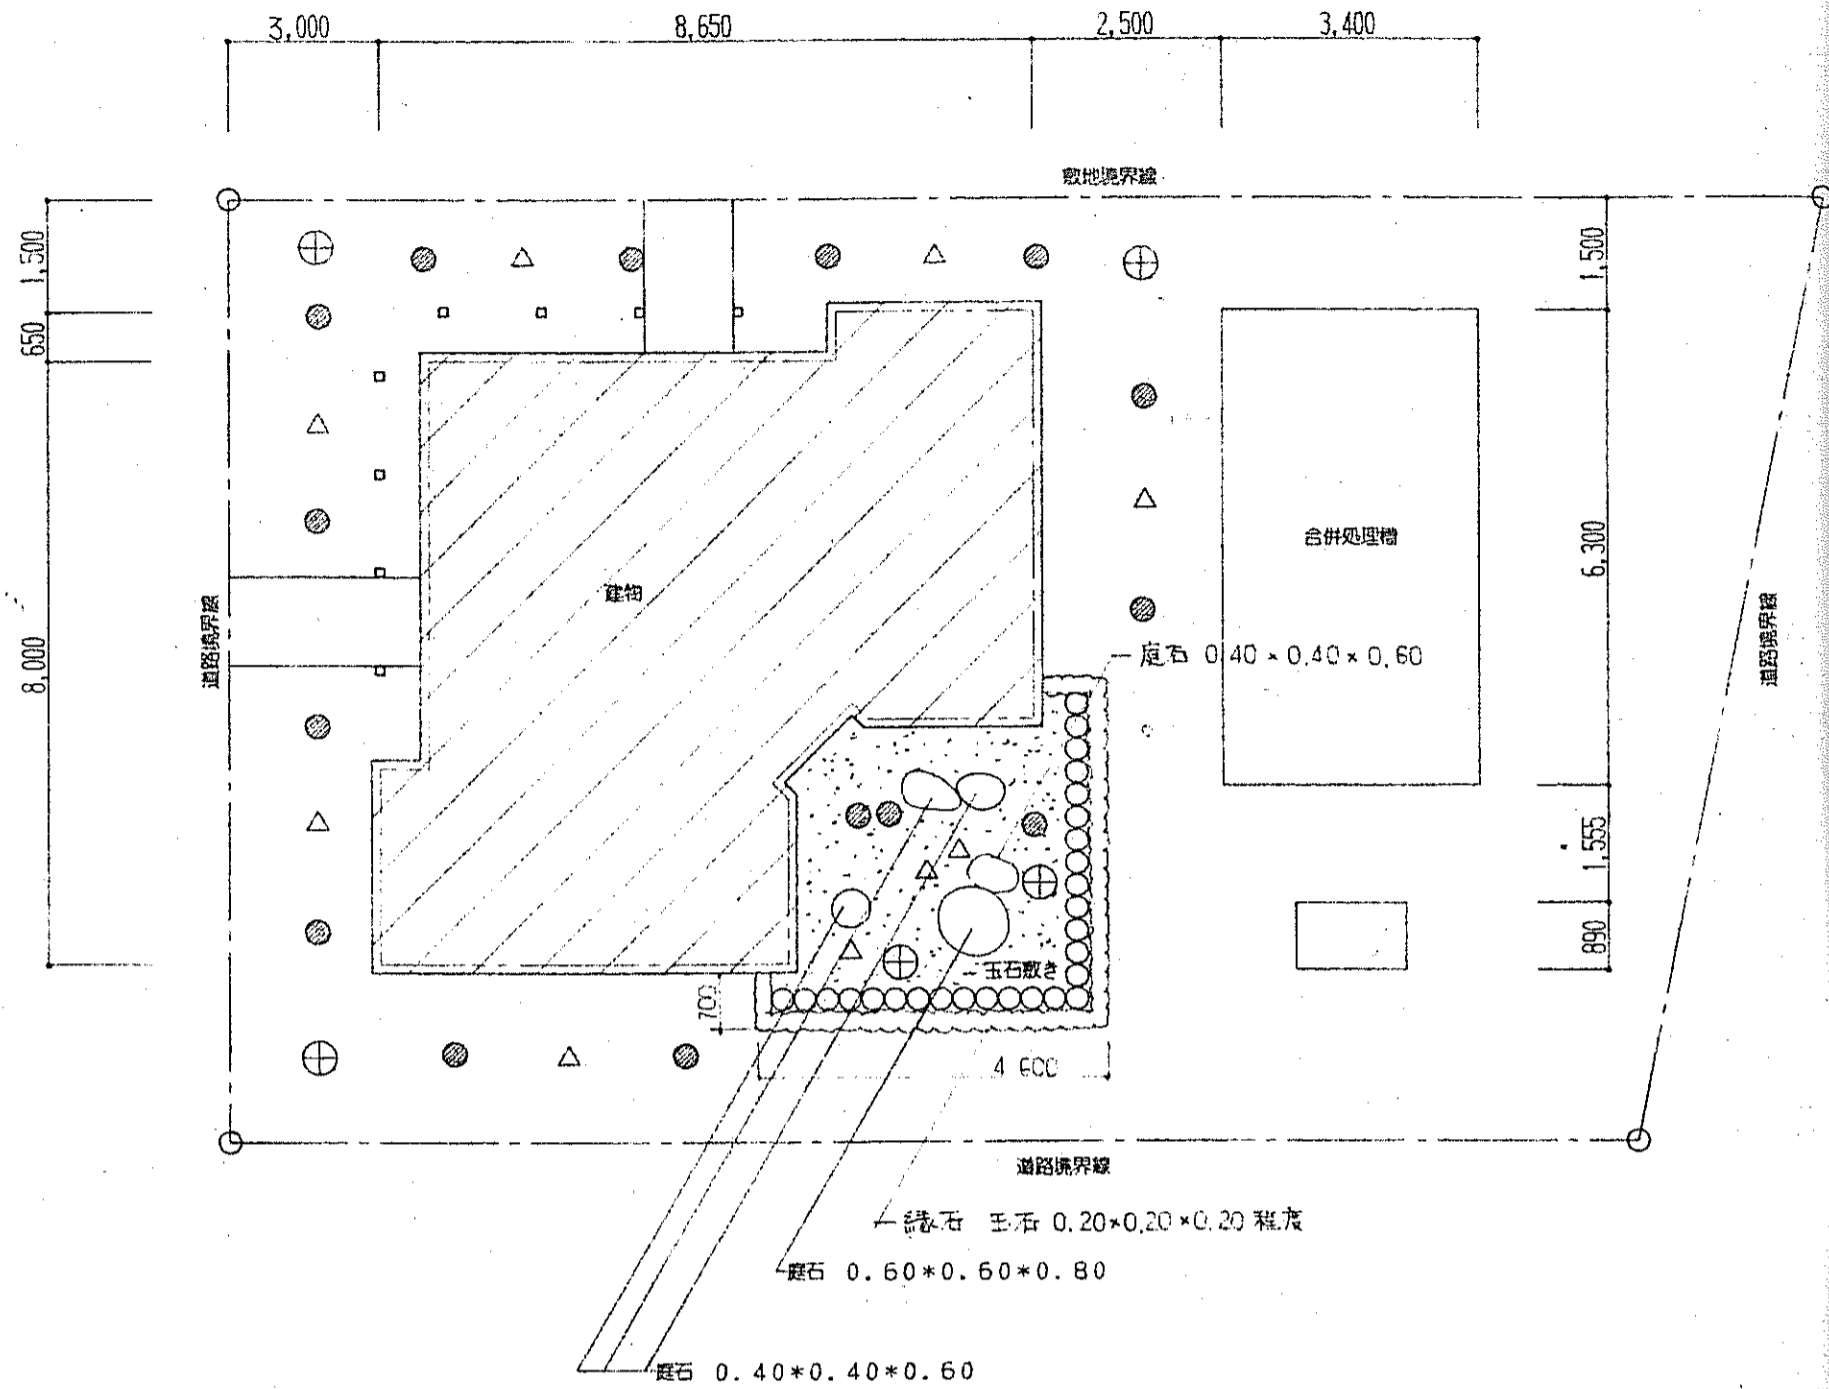 3,000
8,650
2,500
3,400
敷地境界線
1,500
650
8,000
1,500
6,300
1,555
890
道路境界線
道路境界線
建物
合併処理槽
庭石 0.40×0.40×0.60
玉石敷き
700
4,600
道路境界線
縁石 玉石 0.20×0.20×0.20 程度
庭石 0.60*0.60*0.80
庭石 0.40*0.40*0.60